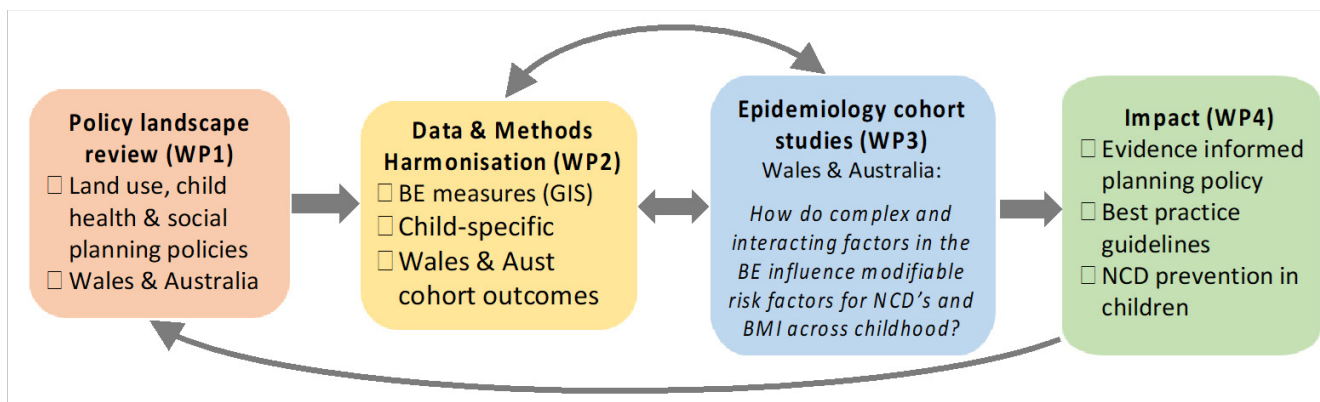 Policy landscape
review (WP1)
□ Land use, child
health & social
planning policies
□ Wales & Australia
Data & Methods
Harmonisation (WP2)
□ BE measures (GIS)
□ Child-specific
□ Wales & Aust
cohort outcomes
Epidemiology cohort
studies (WP3)
Wales & Australia:
How do complex and
interacting factors in the
BE influence modifiable
risk factors for NCD's and
BMI across childhood?
Impact (WP4)
□ Evidence informed
planning policy
□ Best practice
guidelines
□ NCD prevention in
children